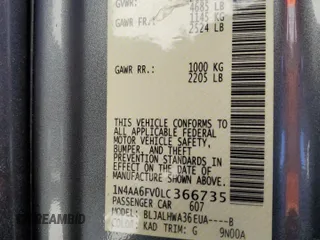 GVWR:
4685 LB
GAWR FR.: 1145 KG
2524 LB
GAWR RR.: 1000 KG
2205 LB
THIS VEHICLE CONFORMS TO
ALL APPLICABLE FEDERAL
MOTOR VEHICLE SAFETY,
BUMPER, AND THEFT
PREVENTION STANDARDS IN
EFFECT ON THE DATE OF
MANUFACTURE SHOWN ABOVE.
1N4AA6FV0LC366735
PASSENGER CAR 607
MODEL: BLJALHWA36EUA----B
COLOR: KAD TRIM: G 9N00A
IAAI